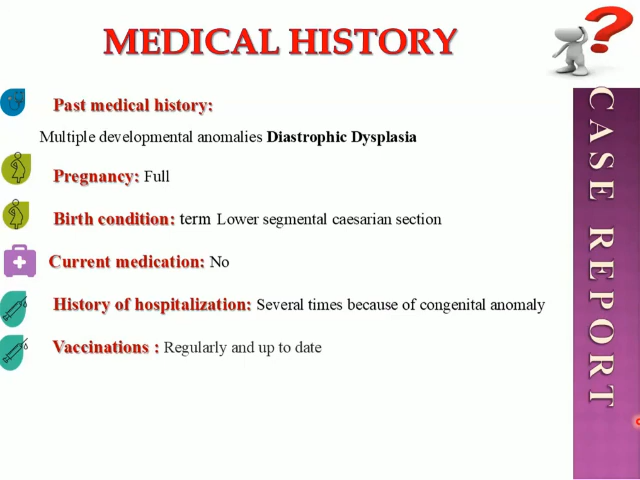 MEDICAL HISTORY
Past medical history:
Multiple developmental anomalies Diastrophic Dysplasia
Pregnancy: Full
Birth condition: term Lower segmental caesarian section
Current medication: No
History of hospitalization: Several times because of congenital anomaly
Vaccinations : Regularly and up to date
CASE REPORT